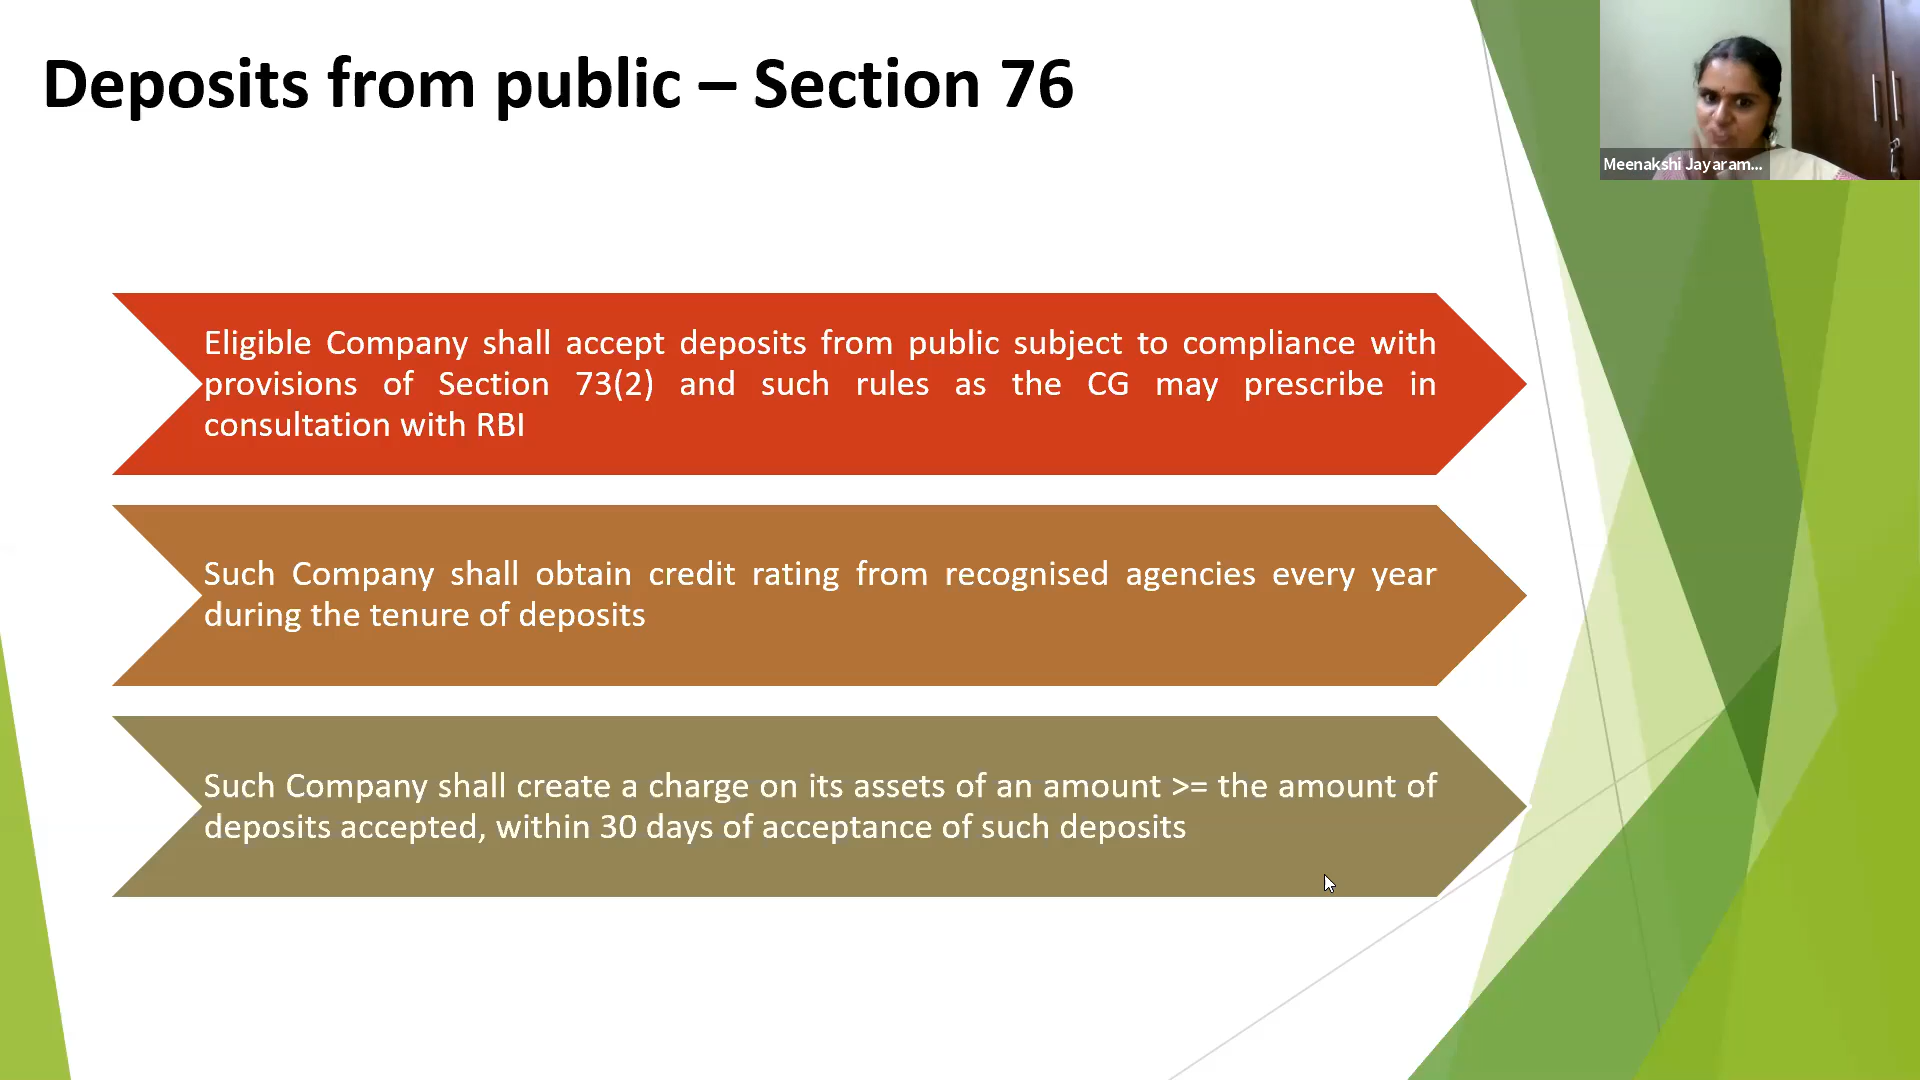 Deposits from public – Section 76
Meenakshi Jayaram...
Eligible Company shall accept deposits from public subject to compliance with
provisions of Section 73(2) and such rules as the CG may prescribe in
consultation with RBI
Such Company shall obtain credit rating from recognised agencies every year
during the tenure of deposits
Such Company shall create a charge on its assets of an amount >= the amount of
deposits accepted, within 30 days of acceptance of such deposits